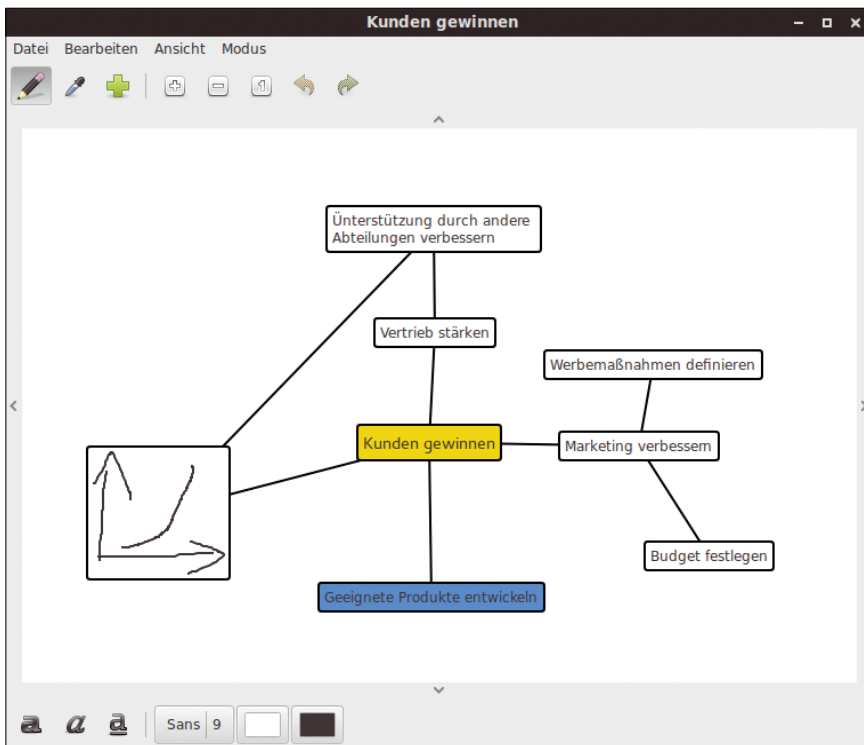 Kunden gewinnen
Datei Bearbeiten Ansicht Modus
Ünterstützung durch andere
Abteilungen verbessern
Vertrieb stärken
Werbemaßnahmen definieren
Kunden gewinnen
Marketing verbessern
Budget festlegen
Geeignete Produkte entwickeln
a a a Sans 9